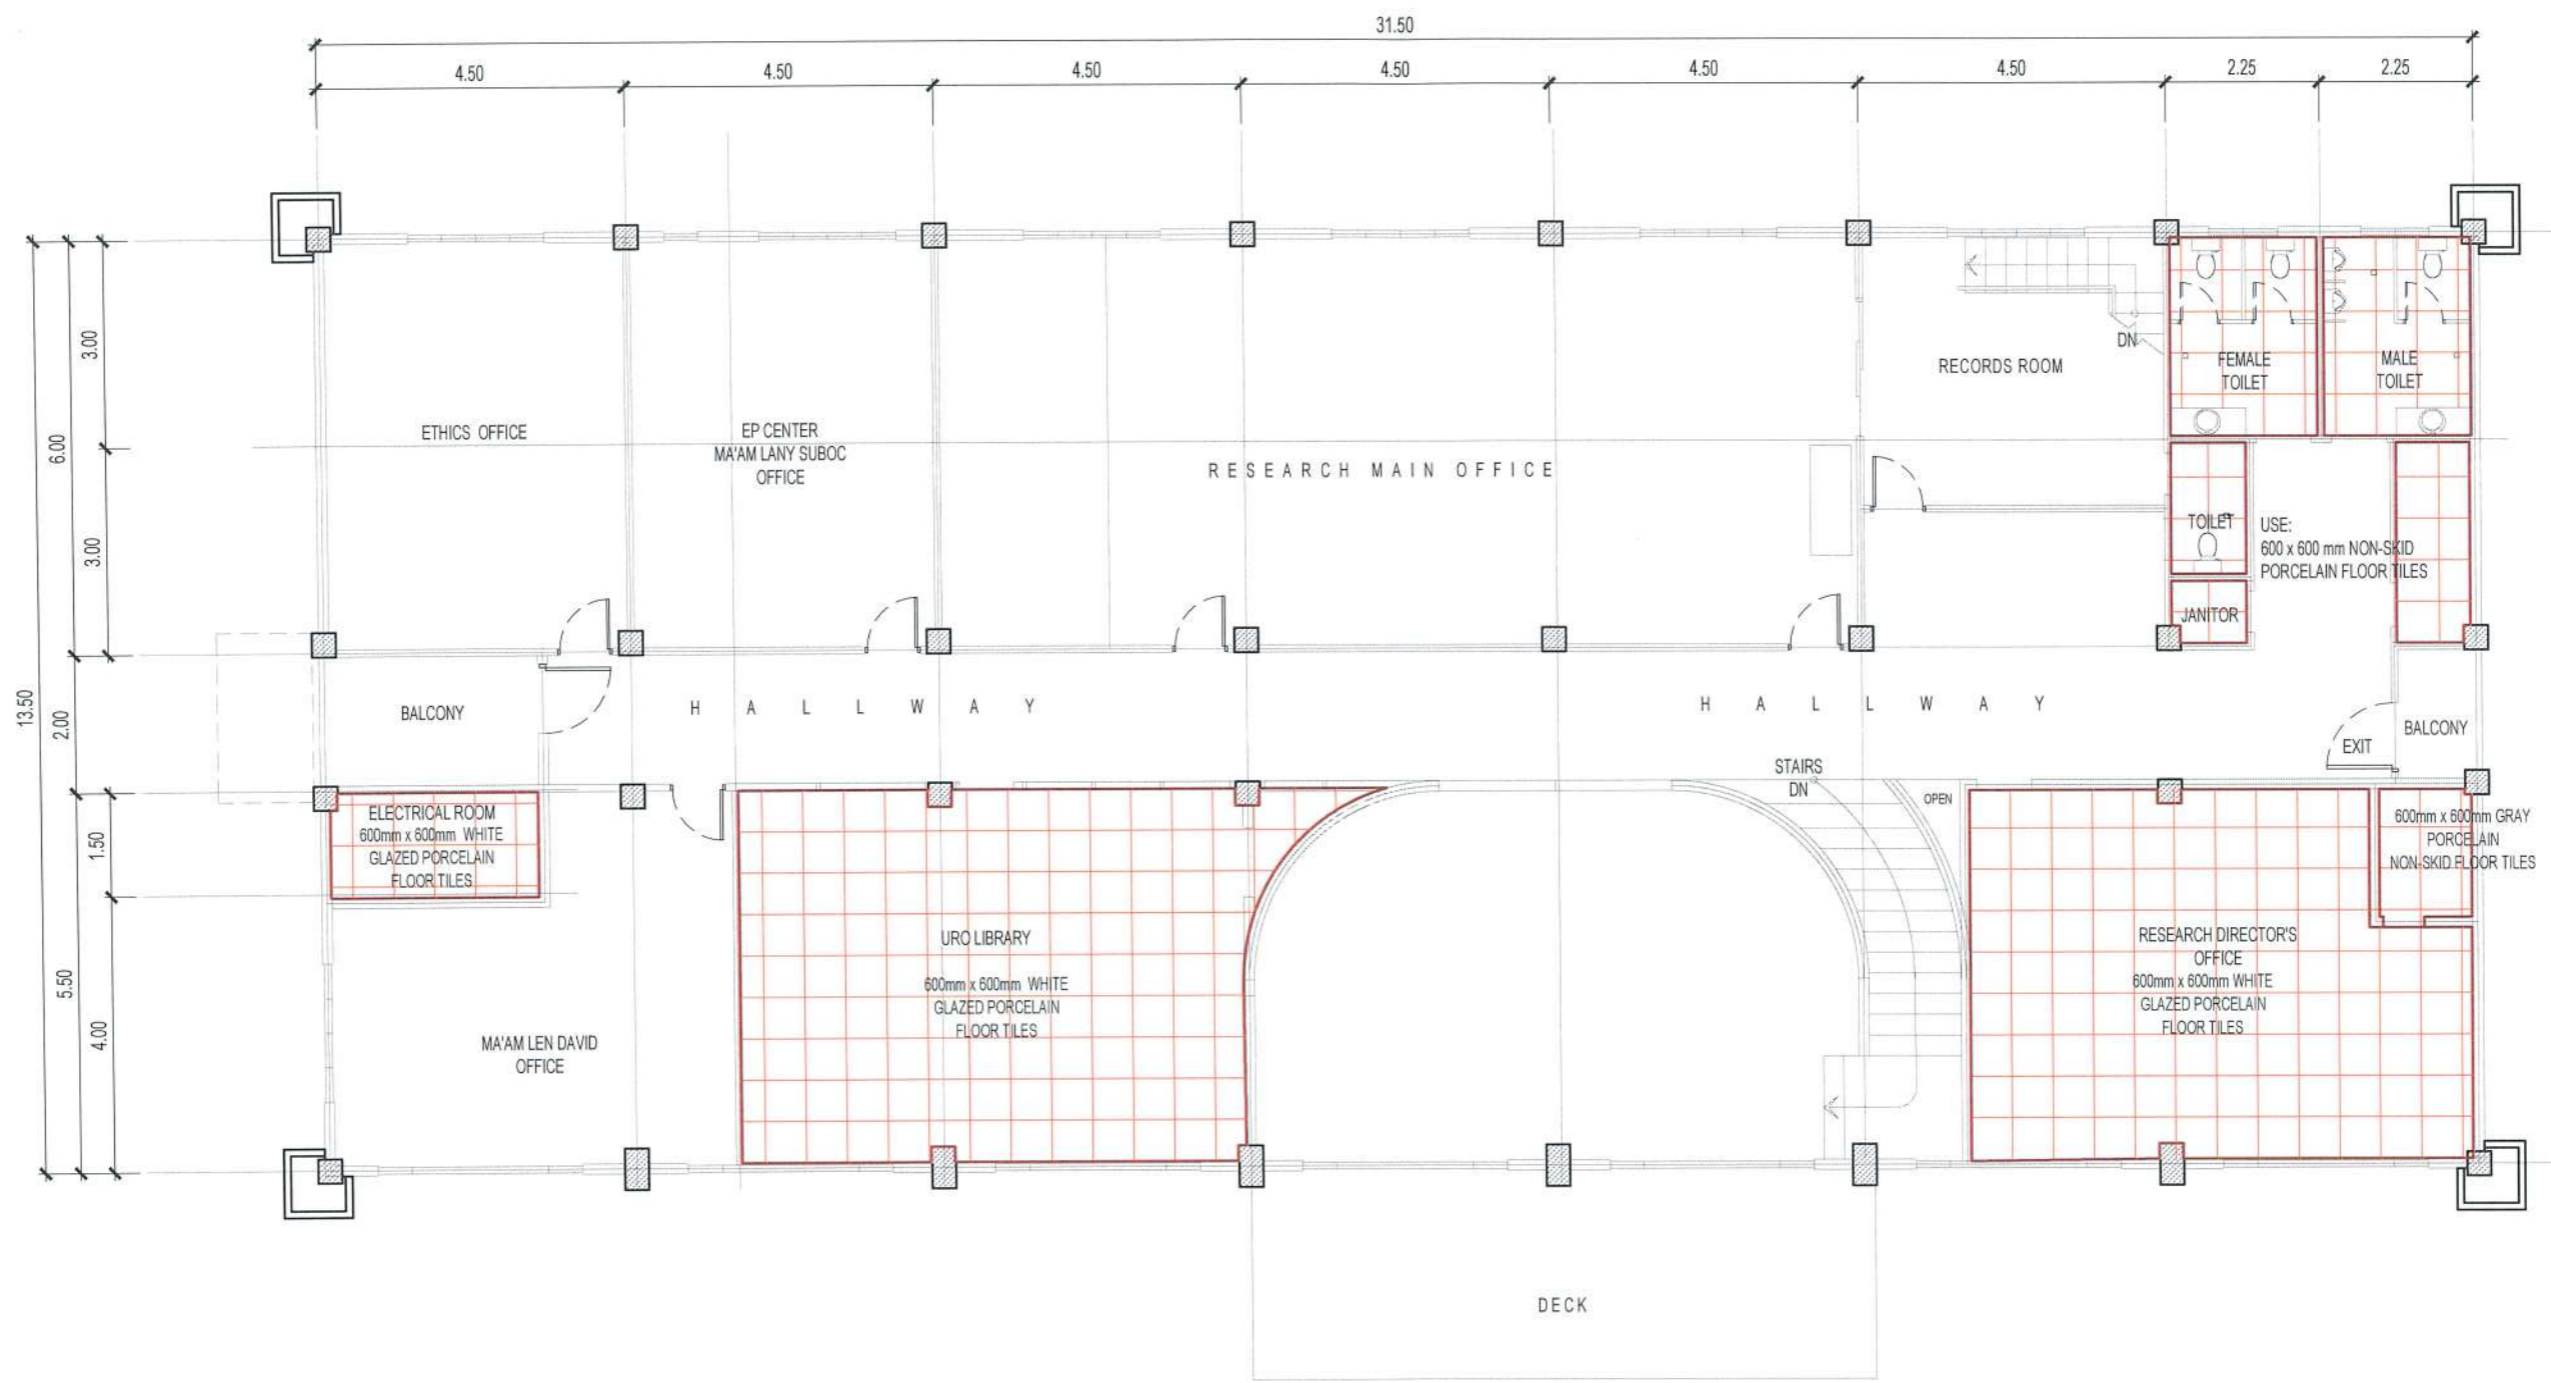 31.50
4.50
4.50
4.50
4.50
4.50
4.50
2.25
2.25
3.00
6.00
3.00
13.50
2.00
1.50
5.50
4.00
ETHICS OFFICE
EP CENTER
MA'AM LANY SUBOC
OFFICE
RESEARCH MAIN OFFICE
RECORDS ROOM
DN
FEMALE
TOILET
MALE
TOILET
TOILET
USE:
600 x 600 mm NON-SKID
PORCELAIN FLOOR TILES
JANITOR
BALCONY
HALLWAY
HALLWAY
BALCONY
EXIT
STAIRS
DN
OPEN
ELECTRICAL ROOM
600mm x 600mm WHITE
GLAZED PORCELAIN
FLOOR TILES
600mm x 600mm GRAY
PORCELAIN
NON-SKID FLOOR TILES
URO LIBRARY
600mm x 600mm WHITE
GLAZED PORCELAIN
FLOOR TILES
RESEARCH DIRECTOR'S
OFFICE
600mm x 600mm WHITE
GLAZED PORCELAIN
FLOOR TILES
MA'AM LEN DAVID
OFFICE
DECK